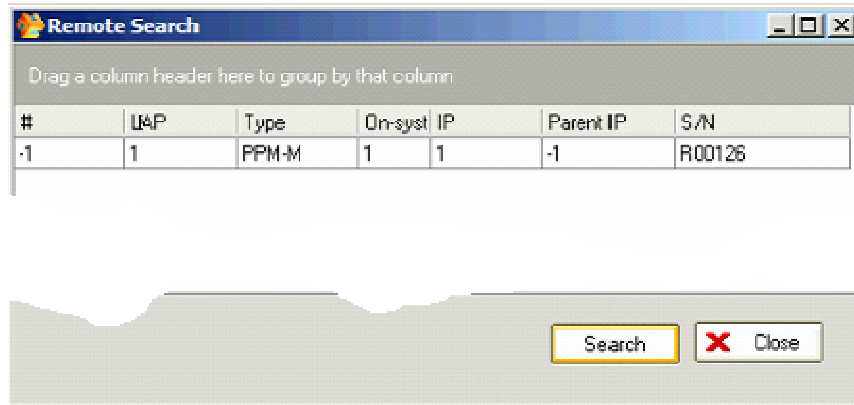 Remote Search
Drag a column header here to group by that column
# UAP Type On-syst IP Parent IP S/N
-1 1 PPM-M 1 1 -1 R00126
Search Close